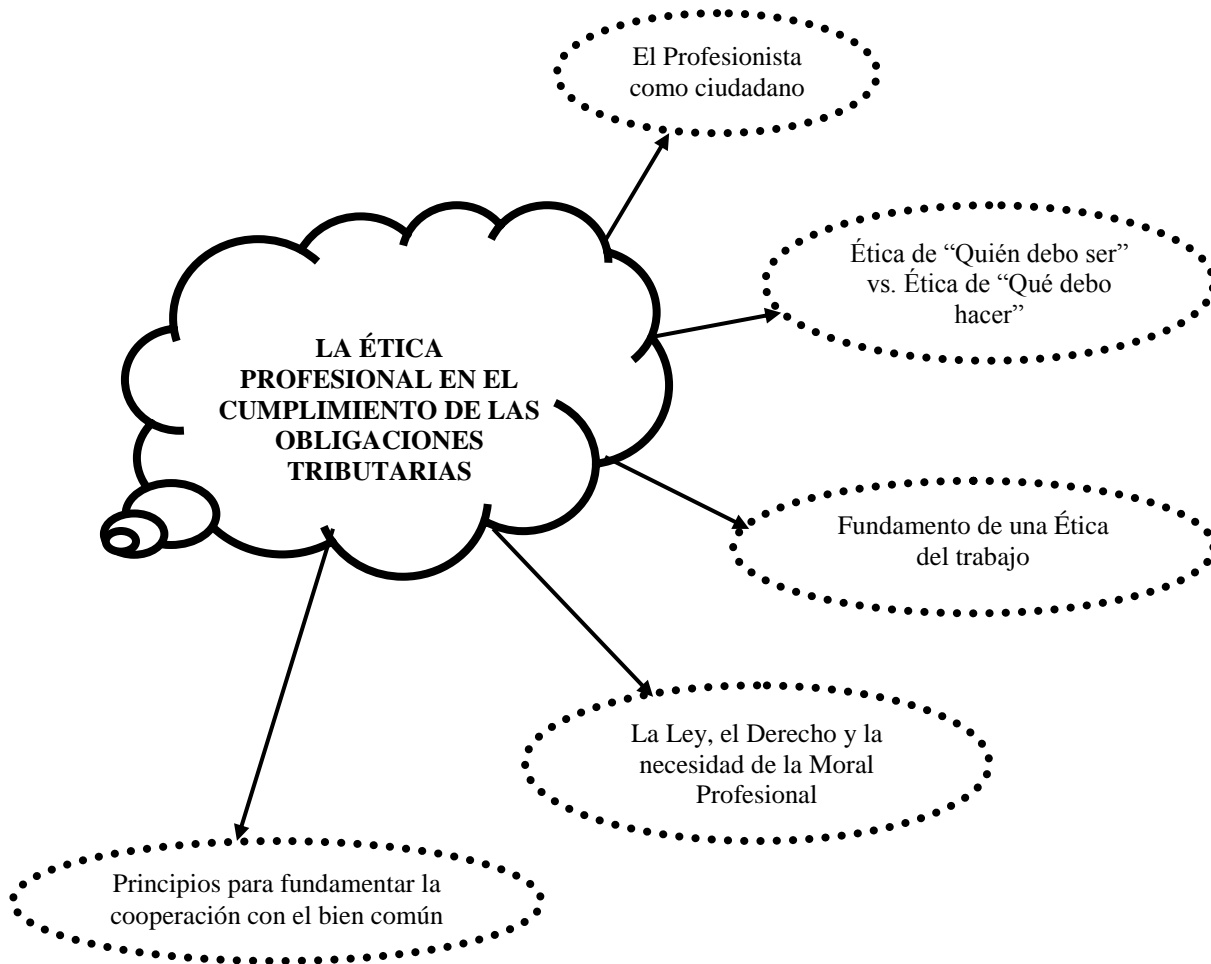 El Profesionista
como ciudadano
Ética de “Quién debo ser”
vs. Ética de “Qué debo
hacer”
LA ÉTICA
PROFESIONAL EN EL
CUMPLIMIENTO DE LAS
OBLIGACIONES
TRIBUTARIAS
Fundamento de una Ética
del trabajo
La Ley, el Derecho y la
necesidad de la Moral
Profesional
Principios para fundamentar la
cooperación con el bien común